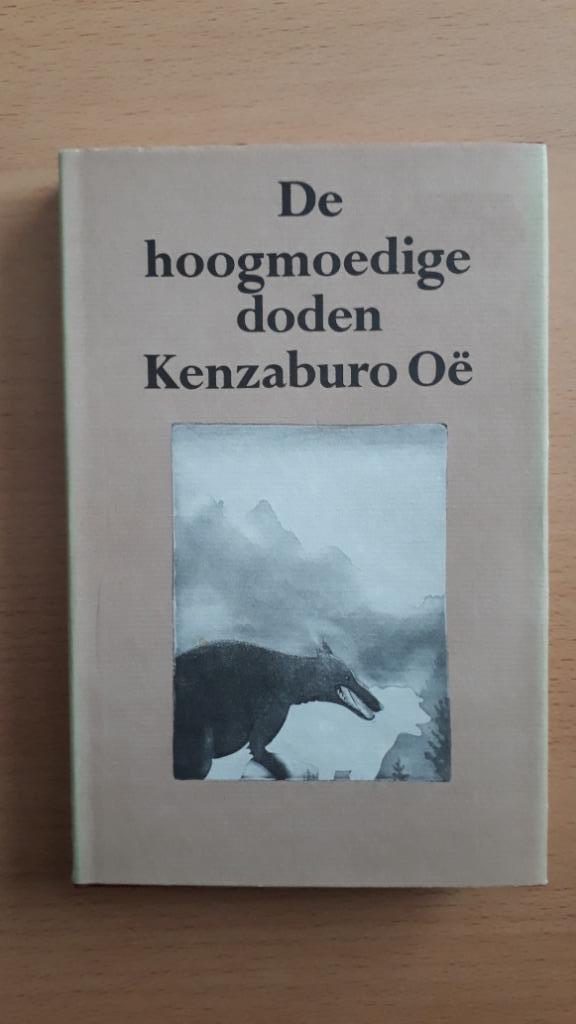 De
hoogmoedige
doden
Kenzaburo Oë